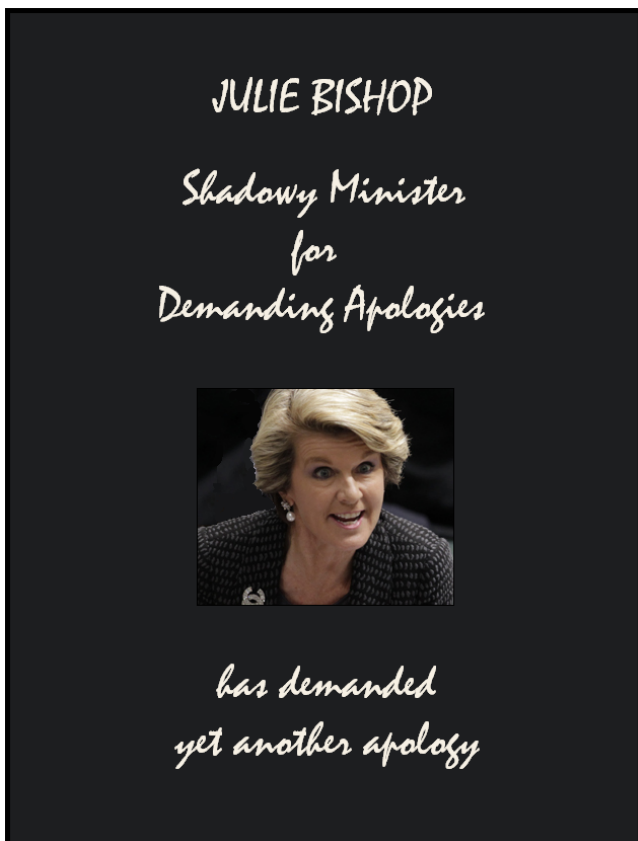 JULIE BISHOP
Shadowy Minister
for
Demanding Apologies
has demanded
yet another apology